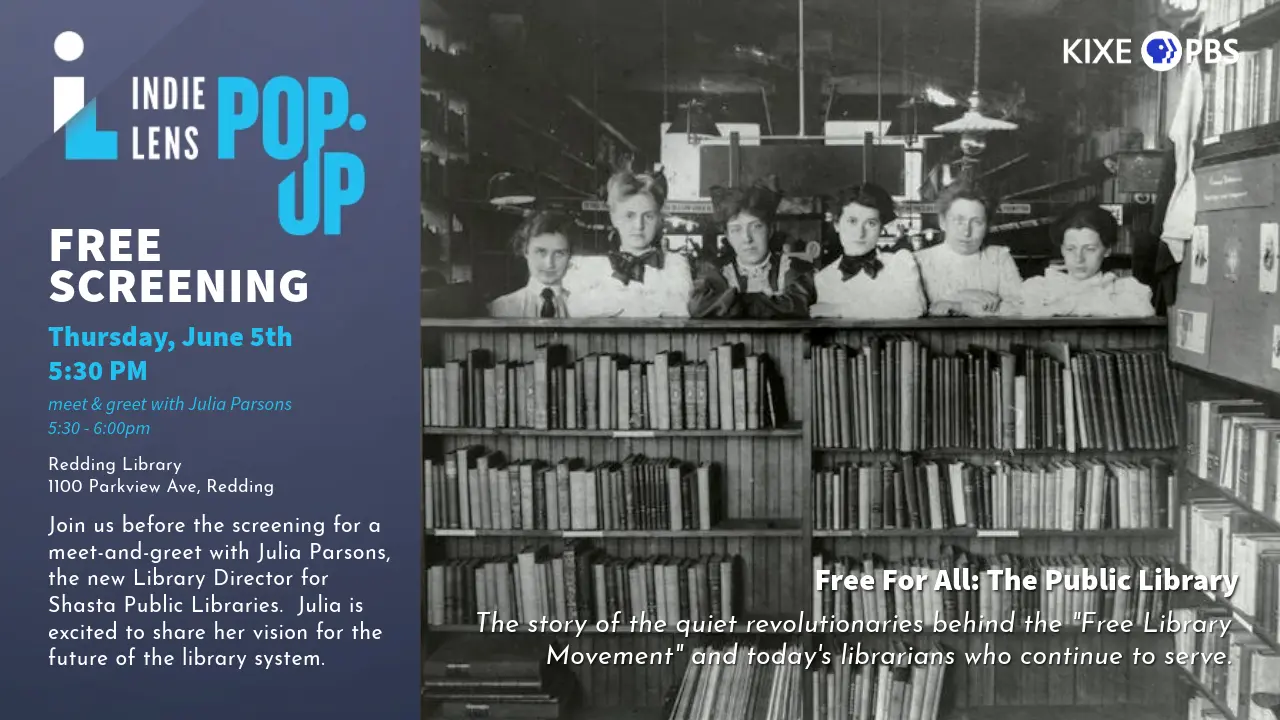 INDIE
LENS
POP-
UP
FREE
SCREENING
Thursday, June 5th
5:30 PM
meet & greet with Julia Parsons
5:30 - 6:00pm
Redding Library
1100 Parkview Ave, Redding
Join us before the screening for a
meet-and-greet with Julia Parsons,
the new Library Director for
Shasta Public Libraries. Julia is
excited to share her vision for the
future of the library system.
KIXE PBS
Free For All: The Public Library
The story of the quiet revolutionaries behind the "Free Library
Movement" and today's librarians who continue to serve.